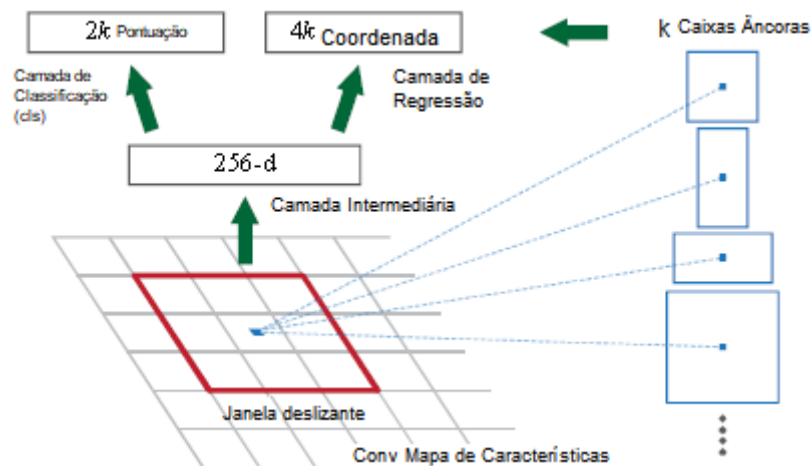 2k Pontuação
4k Coordenada
k Caixas Âncoras
Camada de
Classificação
(cls)
Camada de
Regressão
256-d
Camada Intermediária
Janela deslizante
Conv Mapa de Características